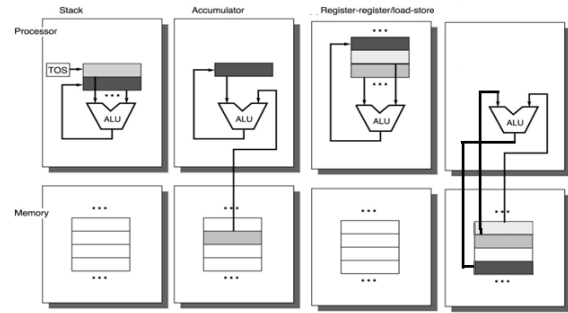 Stack
Accumulator
Register-register/load-store
Processor
TOS
ALU
ALU
ALU
ALU
Memory